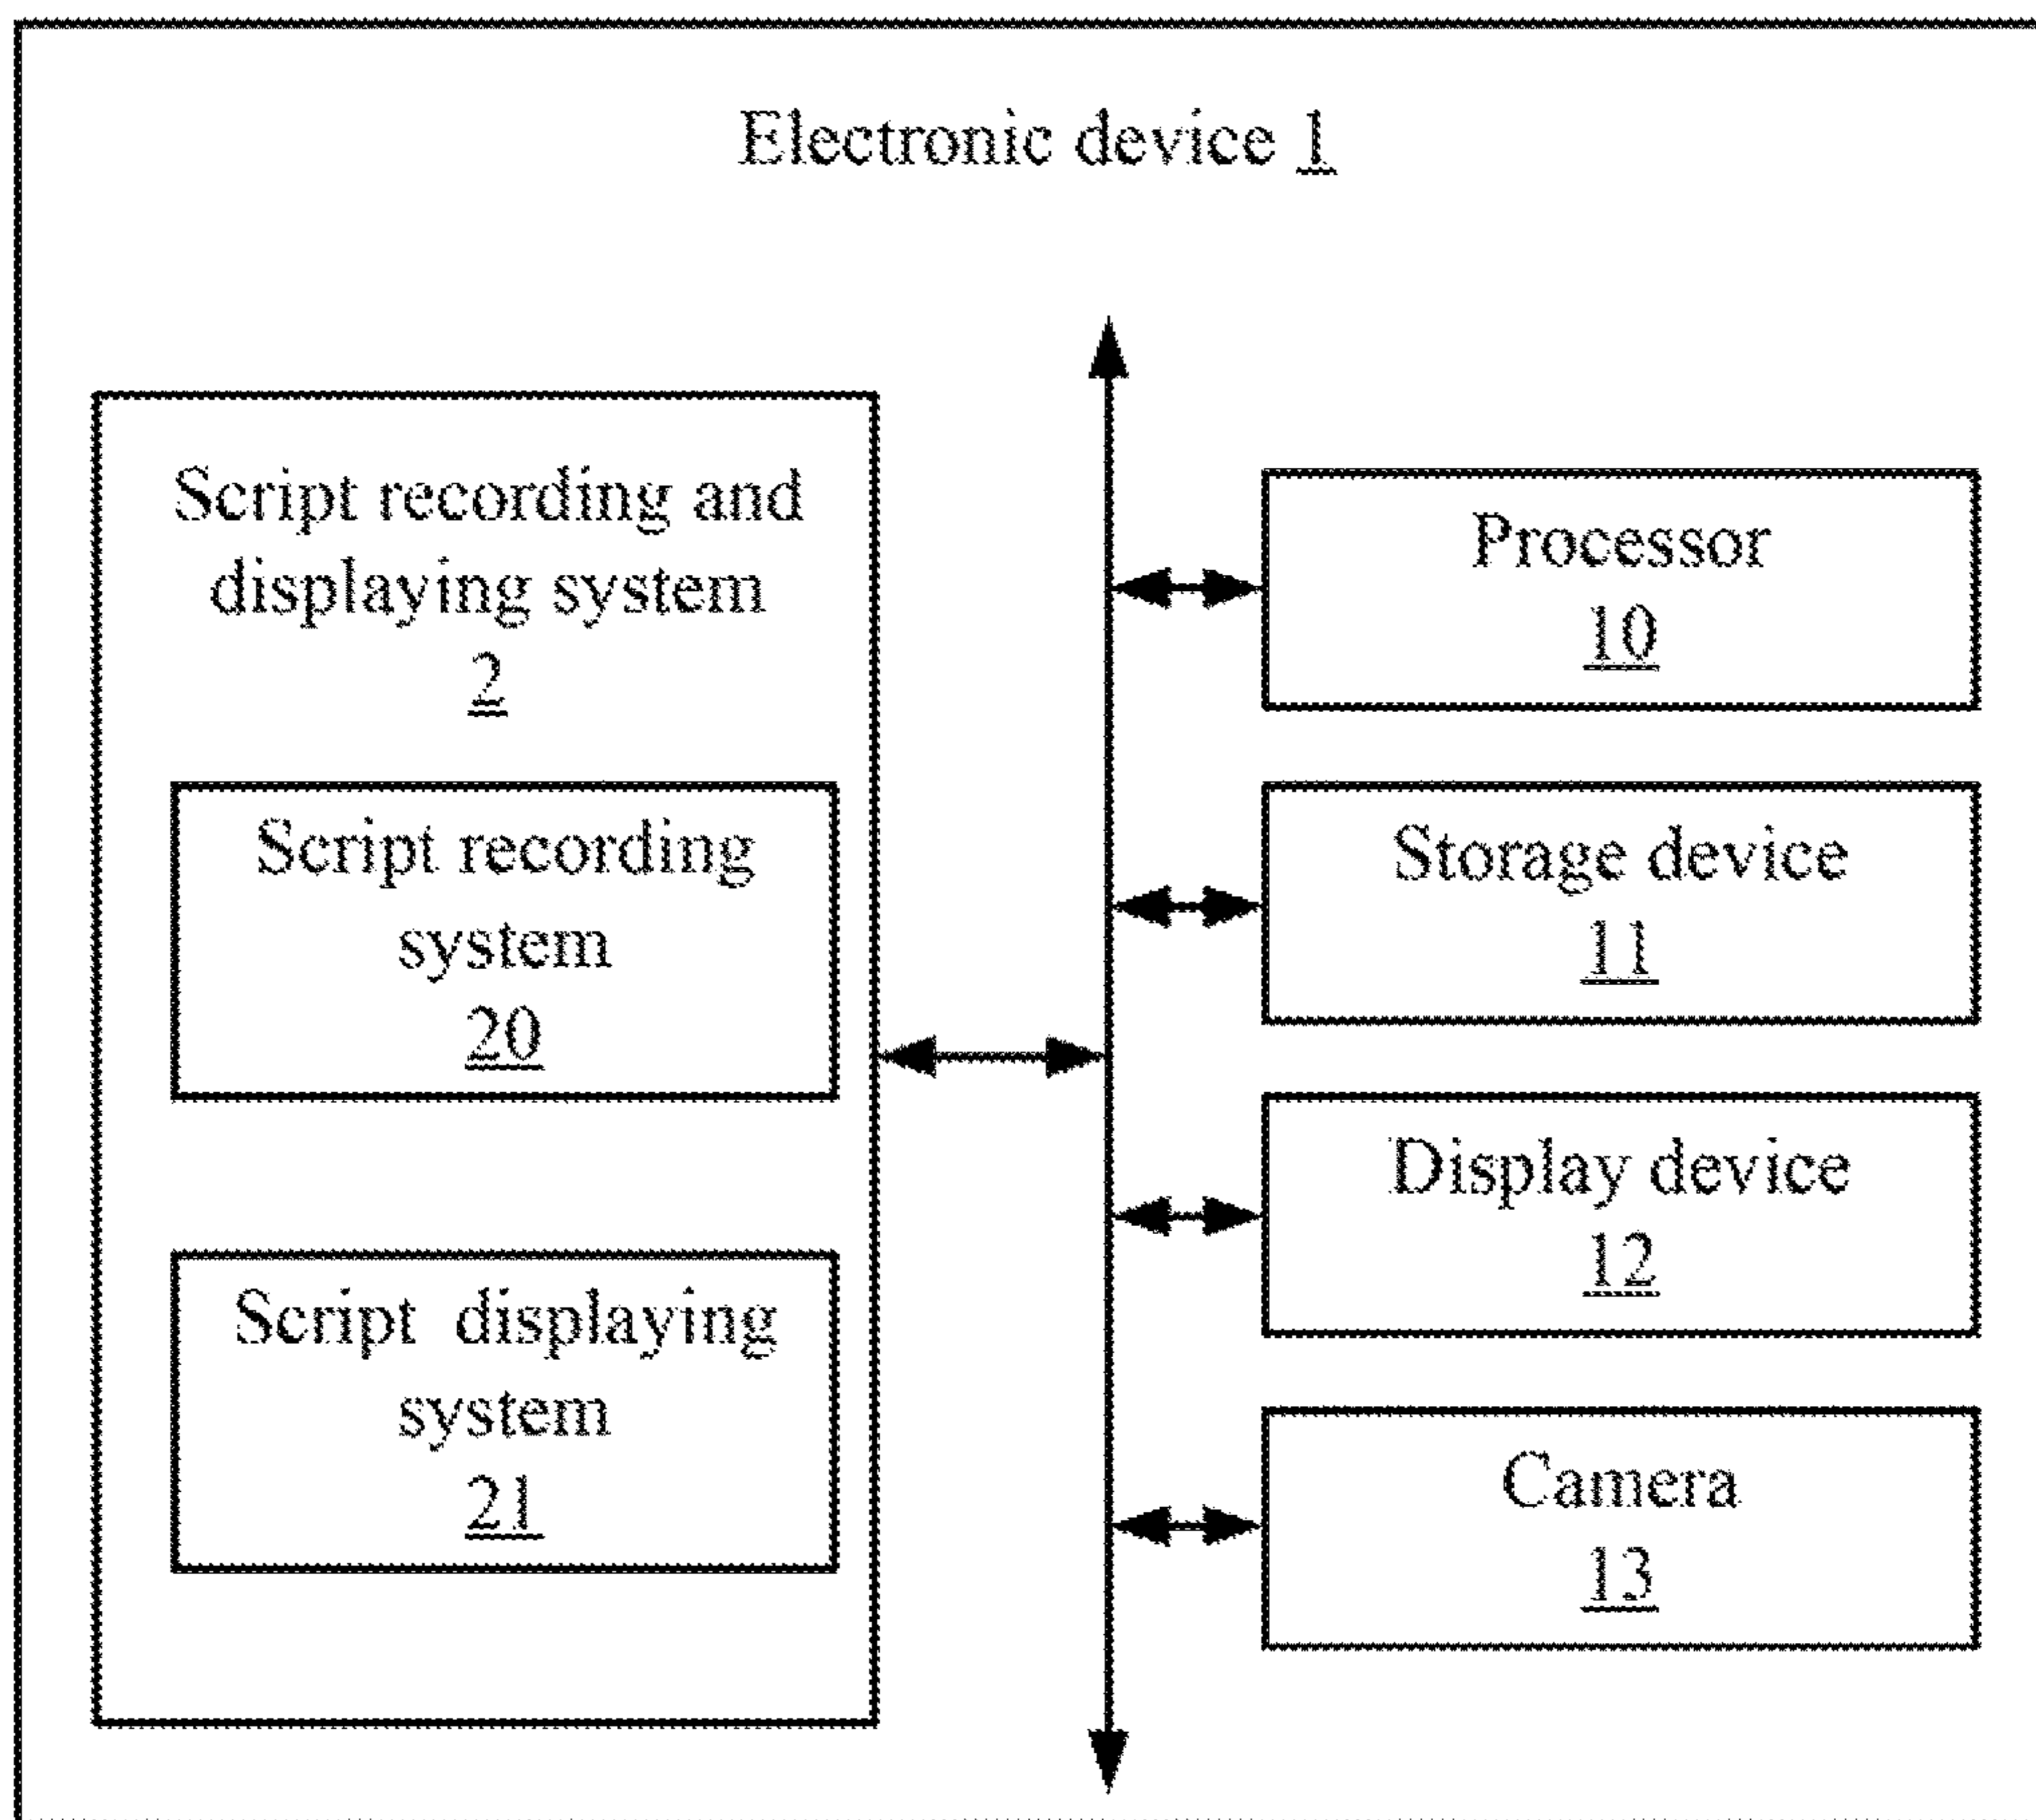 Electronic device 1
Script recording and
displaying system
2
Script recording
system
20
Script displaying
system
21
Processor
10
Storage device
11
Display device
12
Camera
13